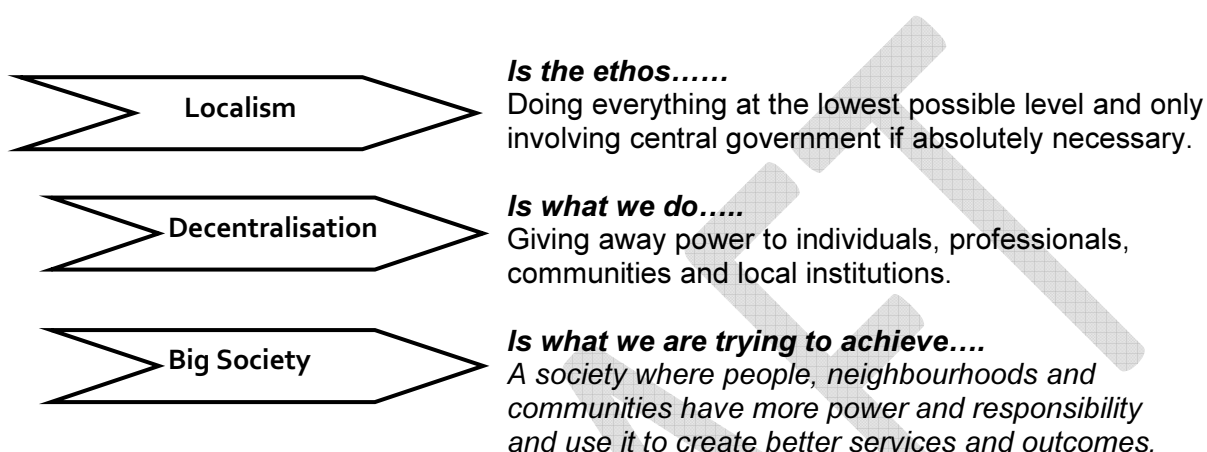 Localism
Is the ethos……
Doing everything at the lowest possible level and only
involving central government if absolutely necessary.
Decentralisation
Is what we do…..
Giving away power to individuals, professionals,
communities and local institutions.
Big Society
Is what we are trying to achieve….
A society where people, neighbourhoods and
communities have more power and responsibility
and use it to create better services and outcomes.